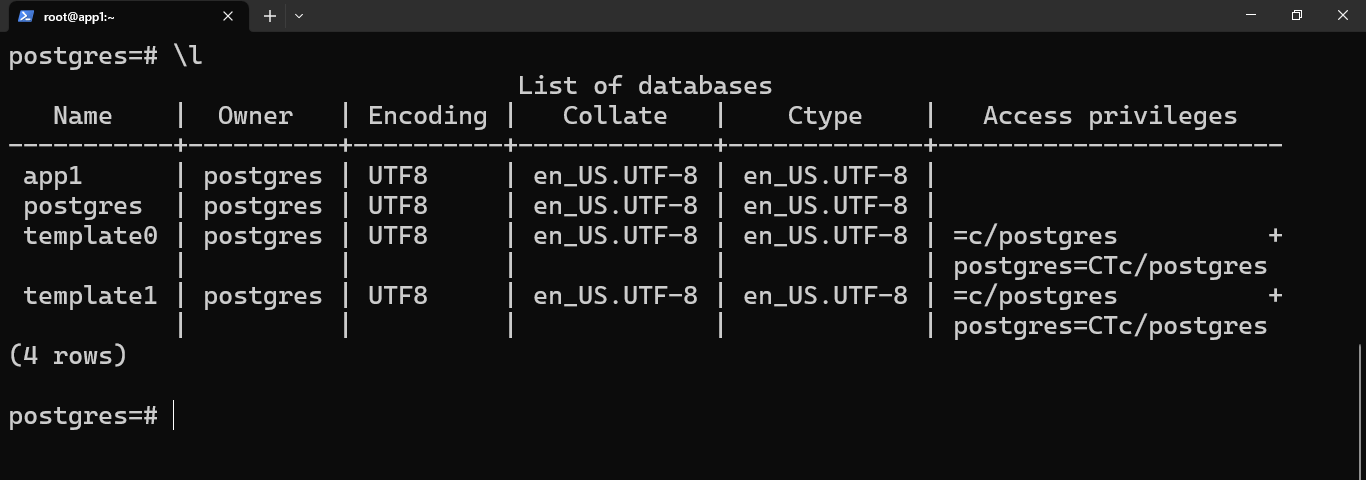 root@app1:~
postgres=# \l
                                  List of databases
   Name    |  Owner   | Encoding |   Collate   |    Ctype    |   Access privileges
-----------+----------+----------+-------------+-------------+-----------------------
 app1      | postgres | UTF8     | en_US.UTF-8 | en_US.UTF-8 |
 postgres  | postgres | UTF8     | en_US.UTF-8 | en_US.UTF-8 |
 template0 | postgres | UTF8     | en_US.UTF-8 | en_US.UTF-8 | =c/postgres          +
           |          |          |             |             | postgres=CTc/postgres
 template1 | postgres | UTF8     | en_US.UTF-8 | en_US.UTF-8 | =c/postgres          +
           |          |          |             |             | postgres=CTc/postgres
(4 rows)
postgres=#